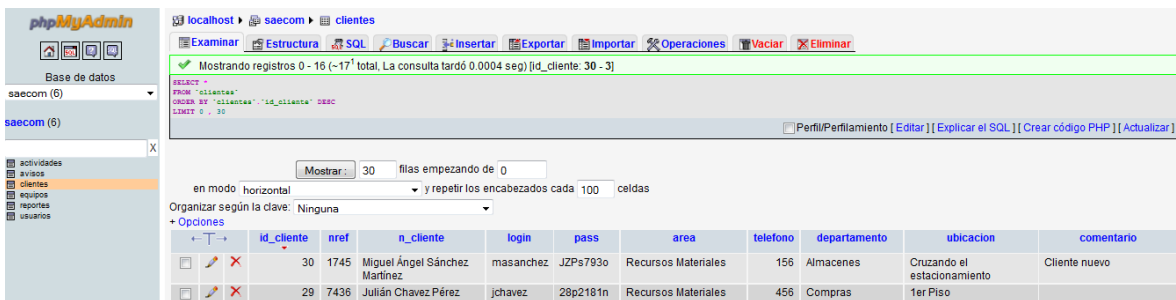 phpMyAdmin
Base de datos
saecom (6)
saecom (6)
X
actividades
avisos
clientes
equipos
reportes
usuarios
localhost ▸ saecom ▸ clientes
Examinar Estructura SQL Buscar Insertar Exportar Importar Operaciones Vaciar Eliminar
Mostrando registros 0 - 16 (~17¹ total, La consulta tardó 0.0004 seg) [id_cliente: 30 - 3]
SELECT *
FROM `clientes`
ORDER BY `clientes`.`id_cliente` DESC
LIMIT 0 , 30
Perfil/Perfilamiento [ Editar ] [ Explicar el SQL ] [ Crear código PHP ] [ Actualizar ]
Mostrar : 30 filas empezando de 0
en modo horizontal y repetir los encabezados cada 100 celdas
Organizar según la clave: Ninguna
+ Opciones
←T→ id_cliente nref n_cliente login pass area telefono departamento ubicacion comentario
30 1745 Miguel Ángel Sánchez Martínez masanchez JZPs793o Recursos Materiales 156 Almacenes Cruzando el estacionamiento Cliente nuevo
29 7436 Julián Chavez Pérez jchavez 28p2181n Recursos Materiales 456 Compras 1er Piso